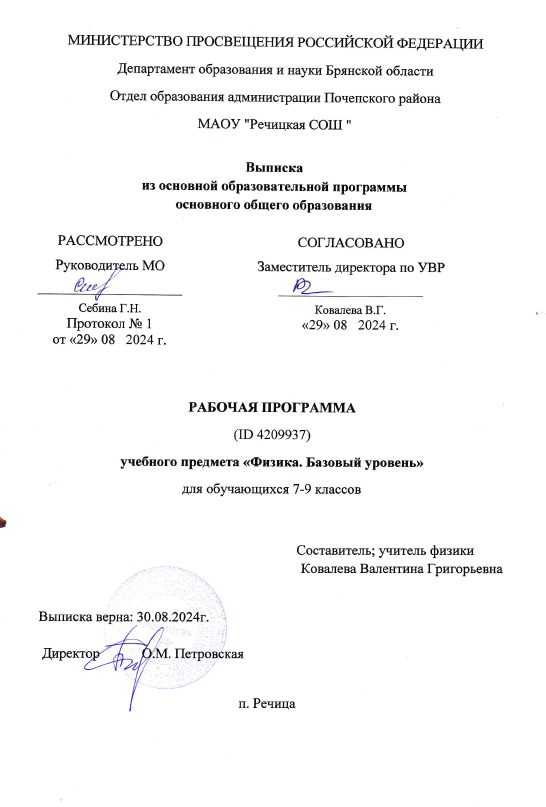 МИНИСТЕРСТВО ПРОСВЕЩЕНИЯ РОССИЙСКОЙ ФЕДЕРАЦИИ
Департамент образования и науки Брянской области
Отдел образования администрации Почепского района
МАОУ "Речицкая СОШ "
Выписка
из основной образовательной программы
основного общего образования
РАССМОТРЕНО
Руководитель МО
Себина Г.Н.
Протокол № 1
от «29» 08 2024 г.
СОГЛАСОВАНО
Заместитель директора по УВР
Ковалева В.Г.
«29» 08 2024 г.
РАБОЧАЯ ПРОГРАММА
(ID 4209937)
учебного предмета «Физика. Базовый уровень»
для обучающихся 7-9 классов
Составитель; учитель физики
Ковалева Валентина Григорьевна
Выписка верна: 30.08.2024г.
Директор О.М. Петровская
п. Речица